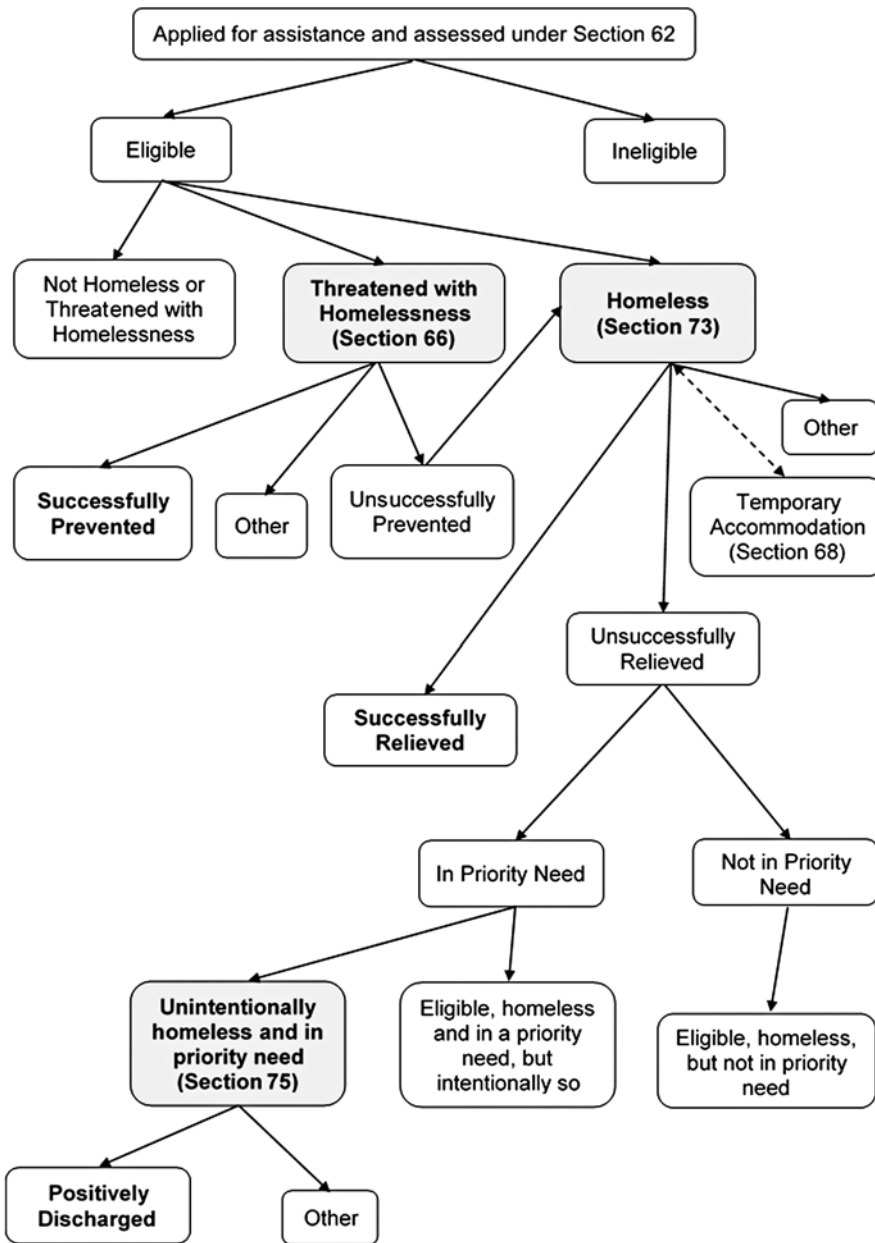 Applied for assistance and assessed under Section 62
Eligible
Ineligible
Not Homeless or
Threatened with
Homelessness
Threatened with
Homelessness
(Section 66)
Homeless
(Section 73)
Other
Successfully
Prevented
Other
Unsuccessfully
Prevented
Temporary
Accommodation
(Section 68)
Unsuccessfully
Relieved
Successfully
Relieved
In Priority Need
Not in Priority
Need
Unintentionally
homeless and in
priority need
(Section 75)
Eligible, homeless
and in a priority
need, but
intentionally so
Eligible, homeless,
but not in priority
need
Positively
Discharged
Other